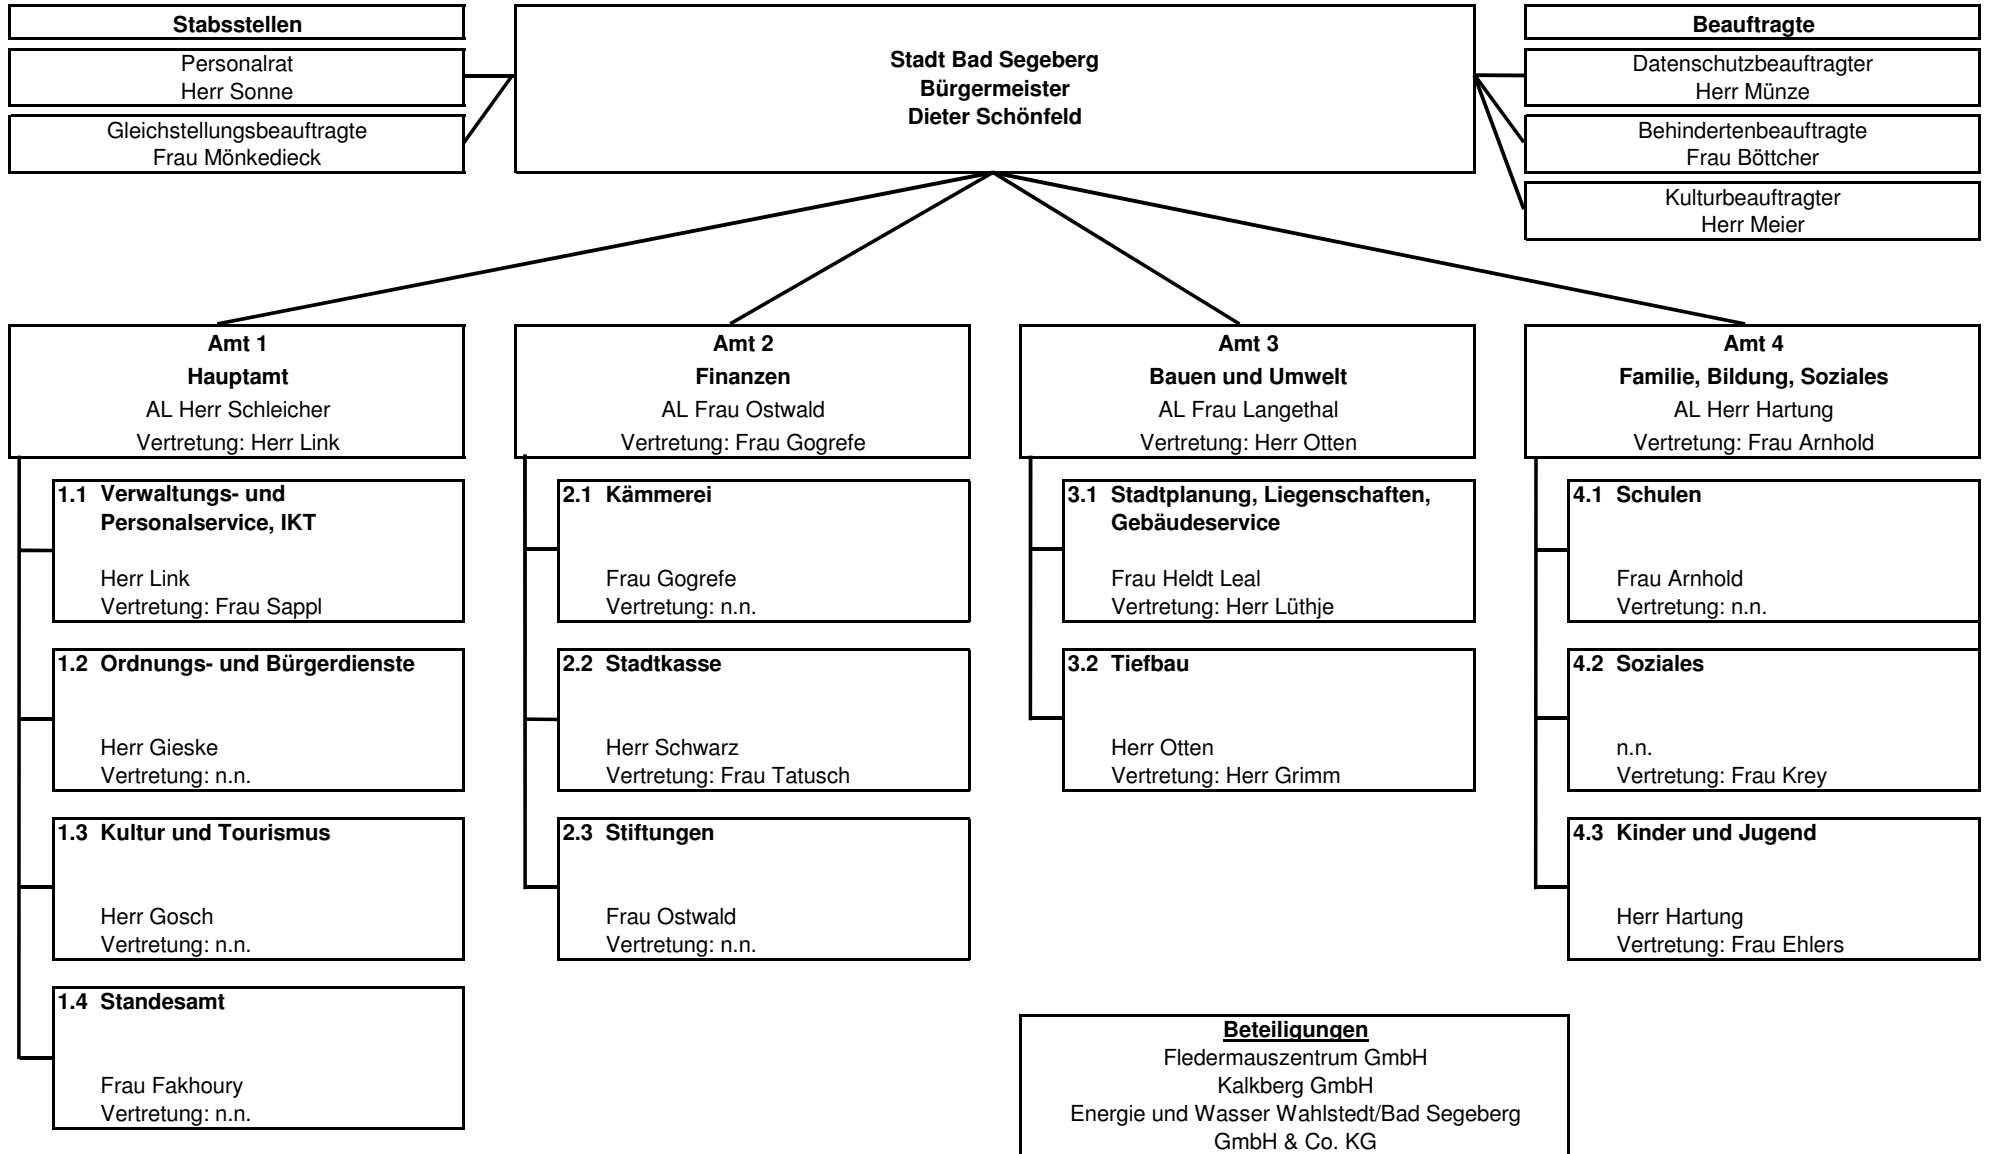 Stabsstellen
Personalrat
Herr Sonne
Gleichstellungsbeauftragte
Frau Mönkedieck
Stadt Bad Segeberg
Bürgermeister
Dieter Schönfeld
Beauftragte
Datenschutzbeauftragter
Herr Münze
Behindertenbeauftragte
Frau Böttcher
Kulturbeauftragter
Herr Meier
Amt 1
Hauptamt
AL Herr Schleicher
Vertretung: Herr Link
1.1 Verwaltungs- und
Personalservice, IKT
Herr Link
Vertretung: Frau Sappl
1.2 Ordnungs- und Bürgerdienste
Herr Gieske
Vertretung: n.n.
1.3 Kultur und Tourismus
Herr Gosch
Vertretung: n.n.
1.4 Standesamt
Frau Fakhoury
Vertretung: n.n.
Amt 2
Finanzen
AL Frau Ostwald
Vertretung: Frau Gogrefe
2.1 Kämmerei
Frau Gogrefe
Vertretung: n.n.
2.2 Stadtkasse
Herr Schwarz
Vertretung: Frau Tatusch
2.3 Stiftungen
Frau Ostwald
Vertretung: n.n.
Amt 3
Bauen und Umwelt
AL Frau Langethal
Vertretung: Herr Otten
3.1 Stadtplanung, Liegenschaften,
Gebäudeservice
Frau Heldt Leal
Vertretung: Herr Lüthje
3.2 Tiefbau
Herr Otten
Vertretung: Herr Grimm
Amt 4
Familie, Bildung, Soziales
AL Herr Hartung
Vertretung: Frau Arnhold
4.1 Schulen
Frau Arnhold
Vertretung: n.n.
4.2 Soziales
n.n.
Vertretung: Frau Krey
4.3 Kinder und Jugend
Herr Hartung
Vertretung: Frau Ehlers
Beteiligungen
Fledermauszentrum GmbH
Kalkberg GmbH
Energie und Wasser Wahlstedt/Bad Segeberg
GmbH & Co. KG